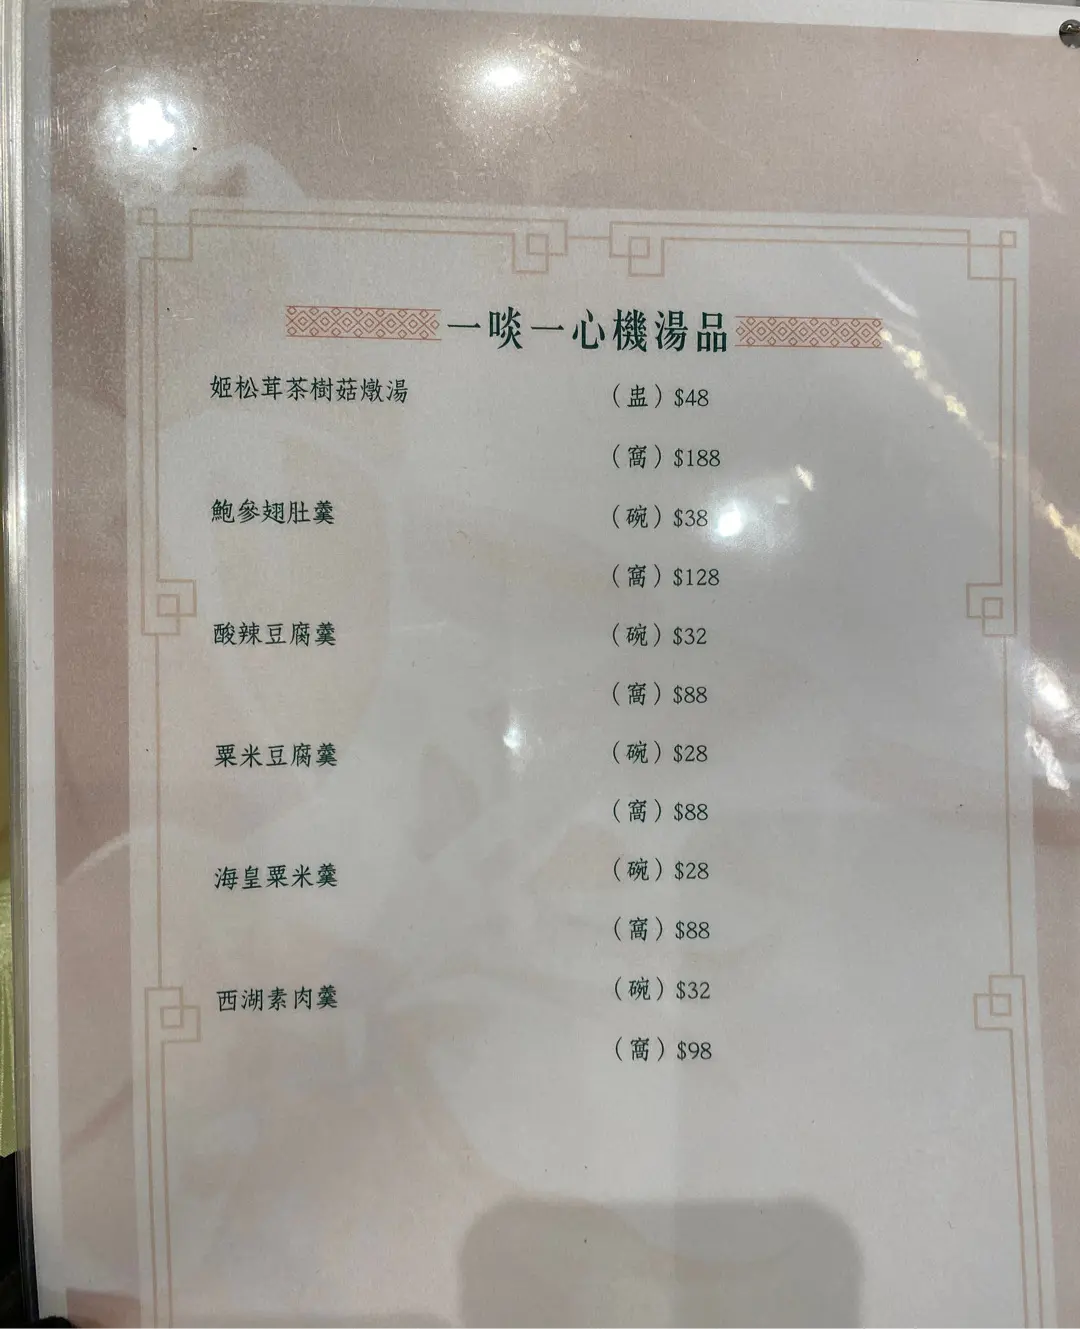 一啖一心機湯品
姬松茸茶樹菇燉湯 （盅）$48
（窩）$188
鮑參翅肚羹 （碗）$38
（窩）$128
酸辣豆腐羹 （碗）$32
（窩）$88
粟米豆腐羹 （碗）$28
（窩）$88
海皇粟米羹 （碗）$28
（窩）$88
西湖素肉羹 （碗）$32
（窩）$98